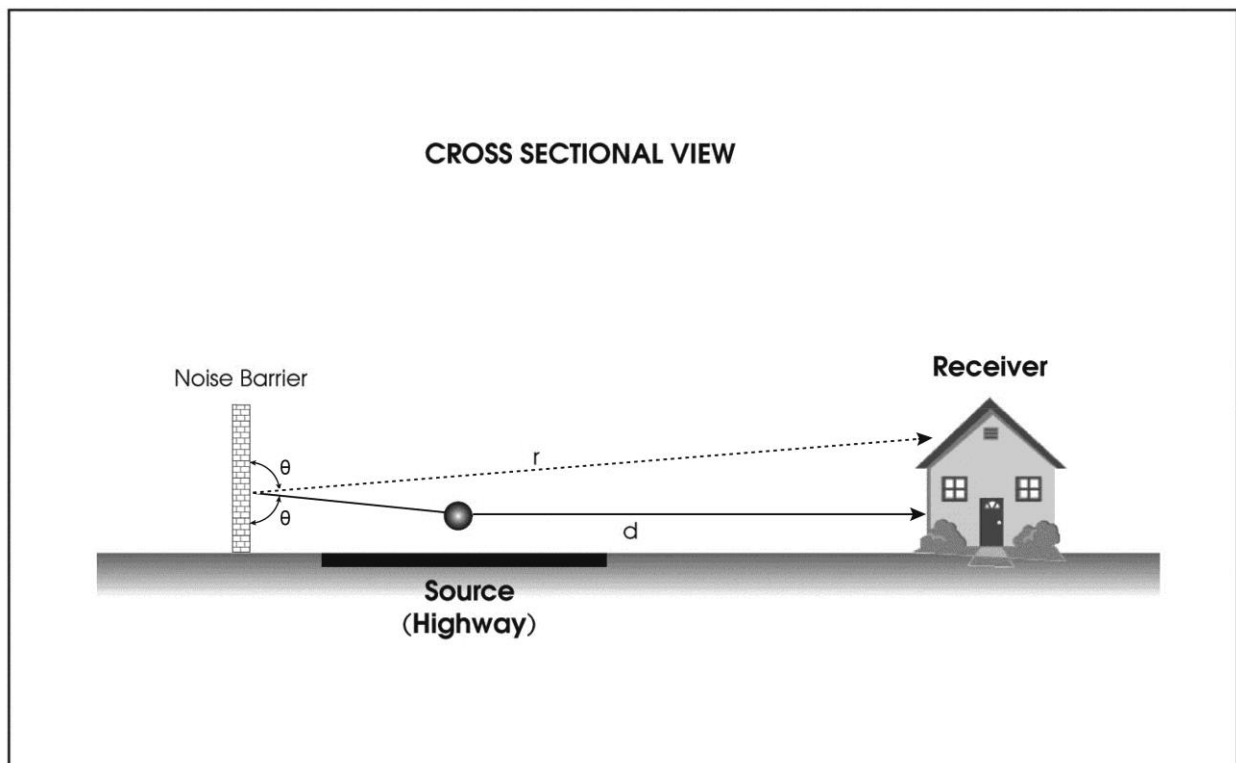 CROSS SECTIONAL VIEW
Noise Barrier
Receiver
r
θ
θ
d
Source
(Highway)